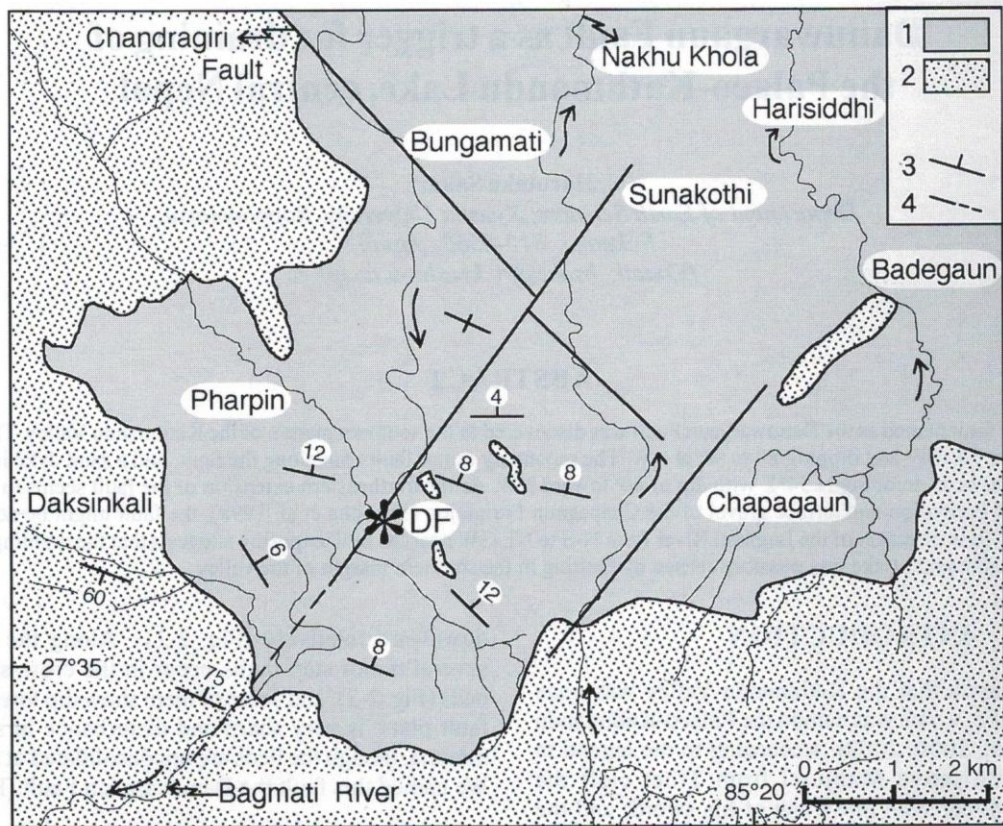 Chandragiri
Fault
Nakhu Khola
Harisiddhi
Bungamati
Sunakothi
Badegaun
1
2
3
4
Pharpin
Daksinkali
Chapagaun
DF
4
12
8
8
6
12
60
8
75
27°35
Bagmati River
85°20
0 1 2 km